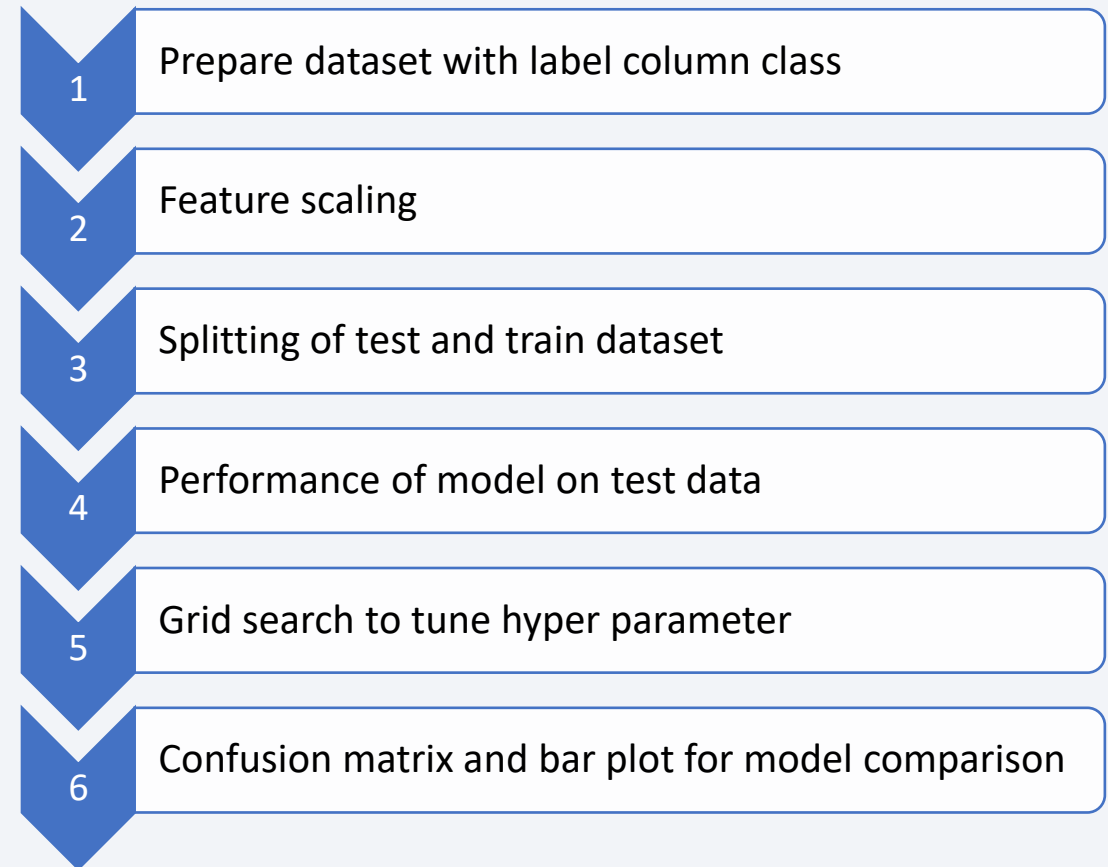 1
Prepare dataset with label column class
2
Feature scaling
3
Splitting of test and train dataset
4
Performance of model on test data
5
Grid search to tune hyper parameter
6
Confusion matrix and bar plot for model comparison